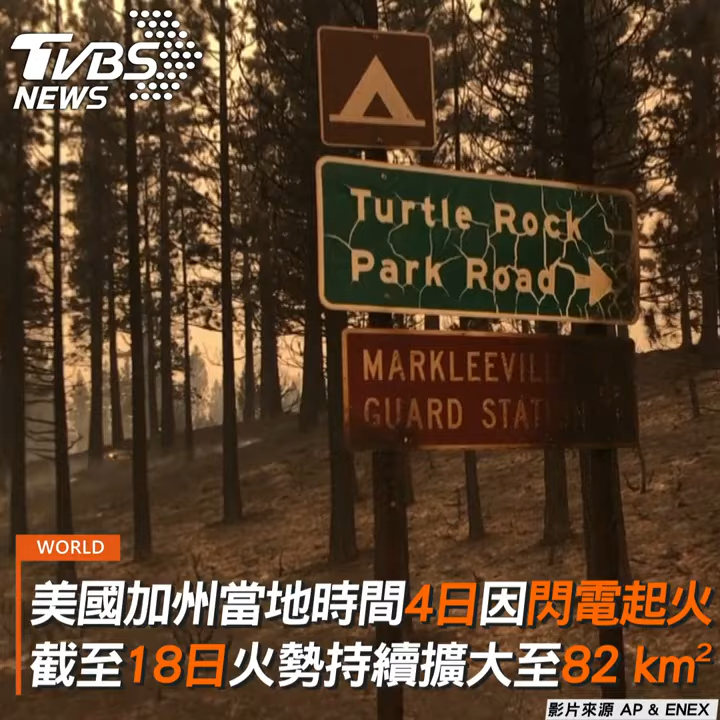 TVBS
NEWS
Turtle Rock
Park Road
MARKLEEVILLE
GUARD STATION
WORLD
美國加州當地時間4日因閃電起火
截至18日火勢持續擴大至82 km²
影片來源 AP & ENEX